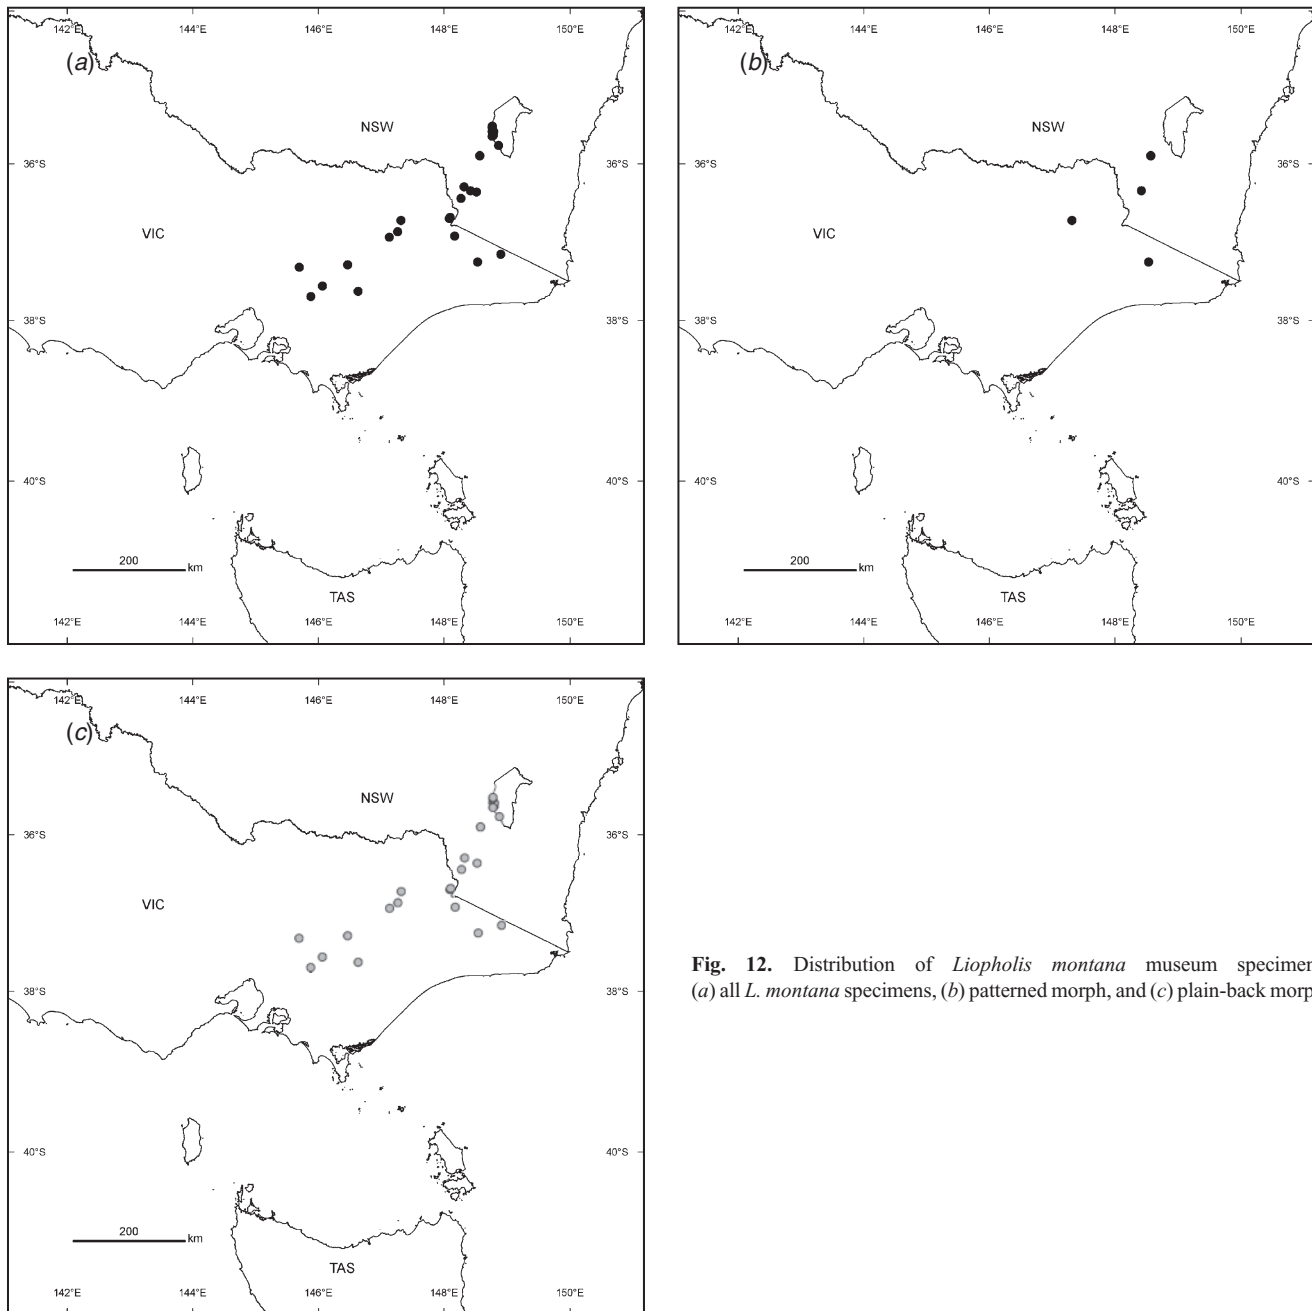 142°E 144°E 146°E 148°E 150°E
(a)
NSW
36°S 36°S
VIC
38°S 38°S
40°S 40°S
200 km
TAS
142°E 144°E 146°E 148°E 150°E
142°E 144°E 146°E 148°E 150°E
(b)
NSW
36°S 36°S
VIC
38°S 38°S
40°S 40°S
200 km
TAS
142°E 144°E 146°E 148°E 150°E
142°E 144°E 146°E 148°E 150°E
(c)
NSW
36°S 36°S
VIC
38°S 38°S
40°S 40°S
200 km
TAS
142°E 144°E 146°E 148°E 150°E
Fig. 12. Distribution of Liopholis montana museum specimen
(a) all L. montana specimens, (b) patterned morph, and (c) plain-back morp